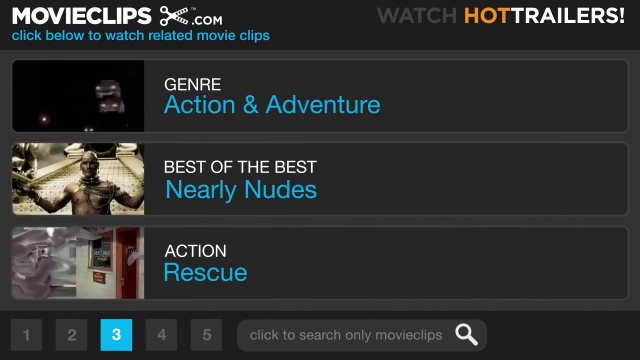 MOVIECLIPS .COM
WATCH HOTTRAILERS!
click below to watch related movie clips
GENRE
Action & Adventure
BEST OF THE BEST
Nearly Nudes
ACTION
Rescue
1 2 3 4 5 click to search only movieclips